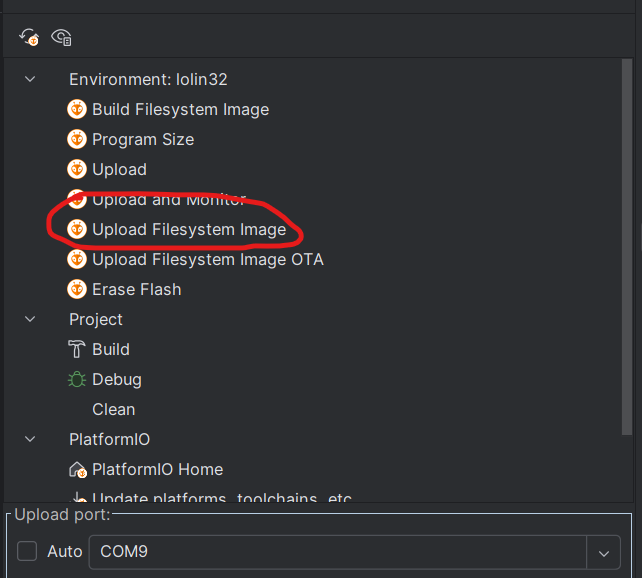 Environment: lolin32
Build Filesystem Image
Program Size
Upload
Upload and Monitor
Upload Filesystem Image
Upload Filesystem Image OTA
Erase Flash
Project
Build
Debug
Clean
PlatformIO
PlatformIO Home
Update platforms, toolchains, etc
Upload port:
Auto
COM9